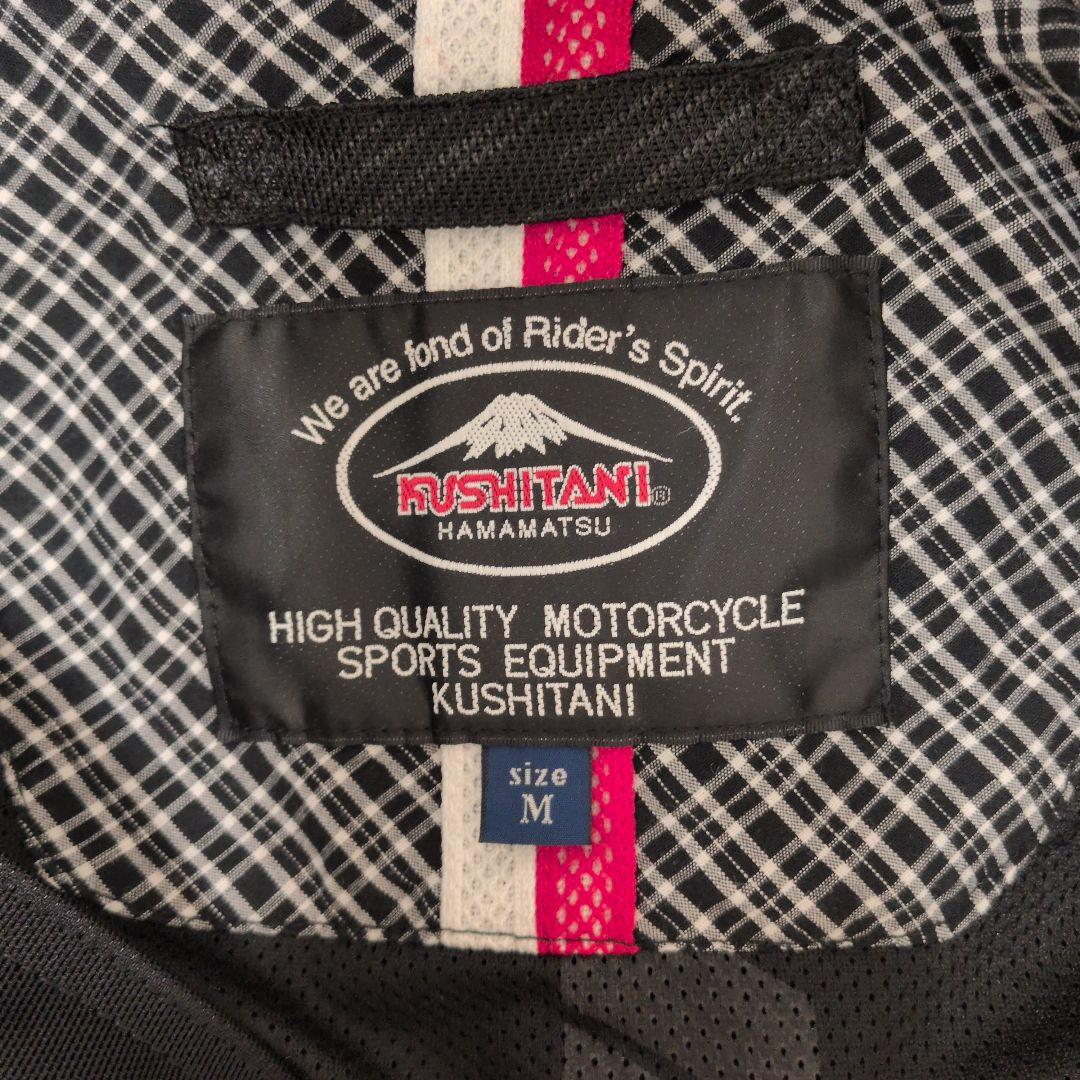 We are fond of Rider's Spirit.
KUSHITANI®
HAMAMATSU
HIGH QUALITY MOTORCYCLE
SPORTS EQUIPMENT
KUSHITANI
size
M